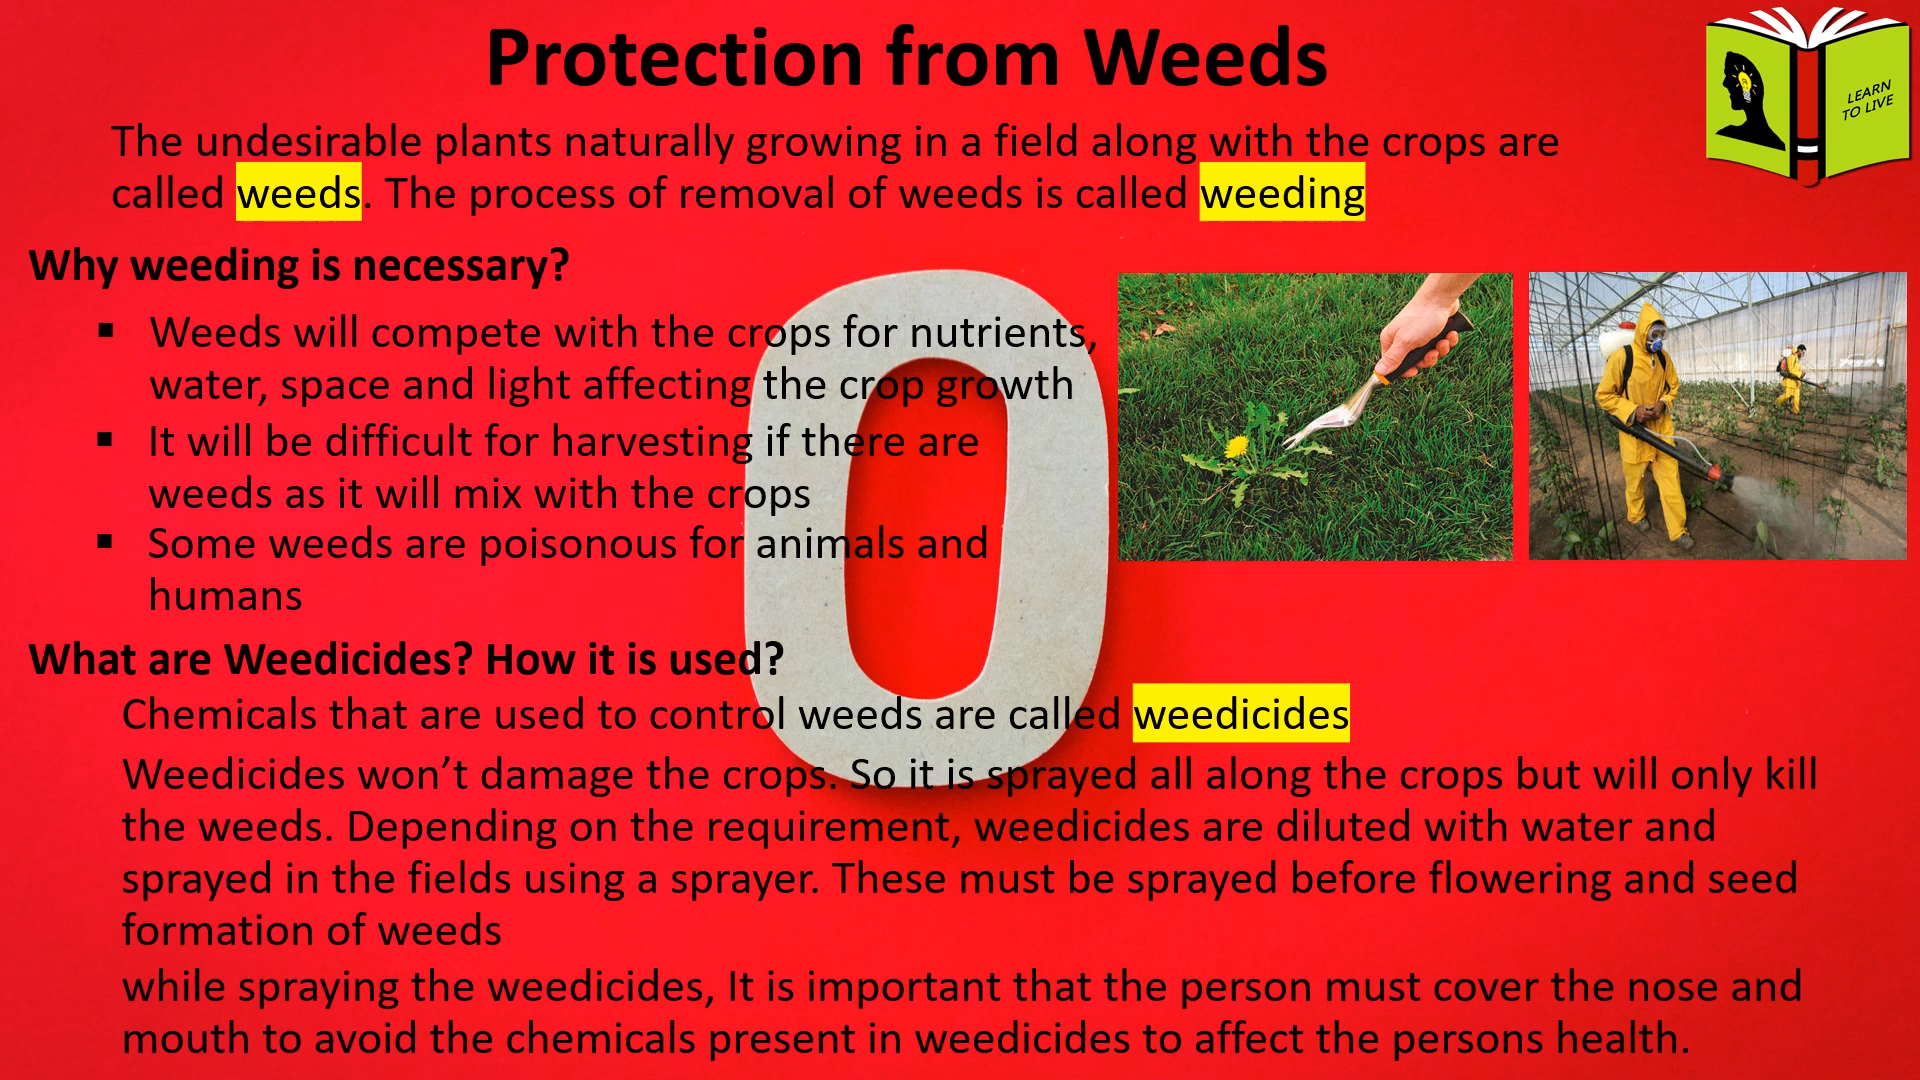 Protection from Weeds
LEARN
TO LIVE
The undesirable plants naturally growing in a field along with the crops are
called weeds. The process of removal of weeds is called weeding
Why weeding is necessary?
▪ Weeds will compete with the crops for nutrients,
water, space and light affecting the crop growth
▪ It will be difficult for harvesting if there are
weeds as it will mix with the crops
▪ Some weeds are poisonous for animals and
humans
0
What are Weedicides? How it is used?
Chemicals that are used to control weeds are called weedicides
Weedicides won’t damage the crops. So it is sprayed all along the crops but will only kill
the weeds. Depending on the requirement, weedicides are diluted with water and
sprayed in the fields using a sprayer. These must be sprayed before flowering and seed
formation of weeds
while spraying the weedicides, It is important that the person must cover the nose and
mouth to avoid the chemicals present in weedicides to affect the persons health.